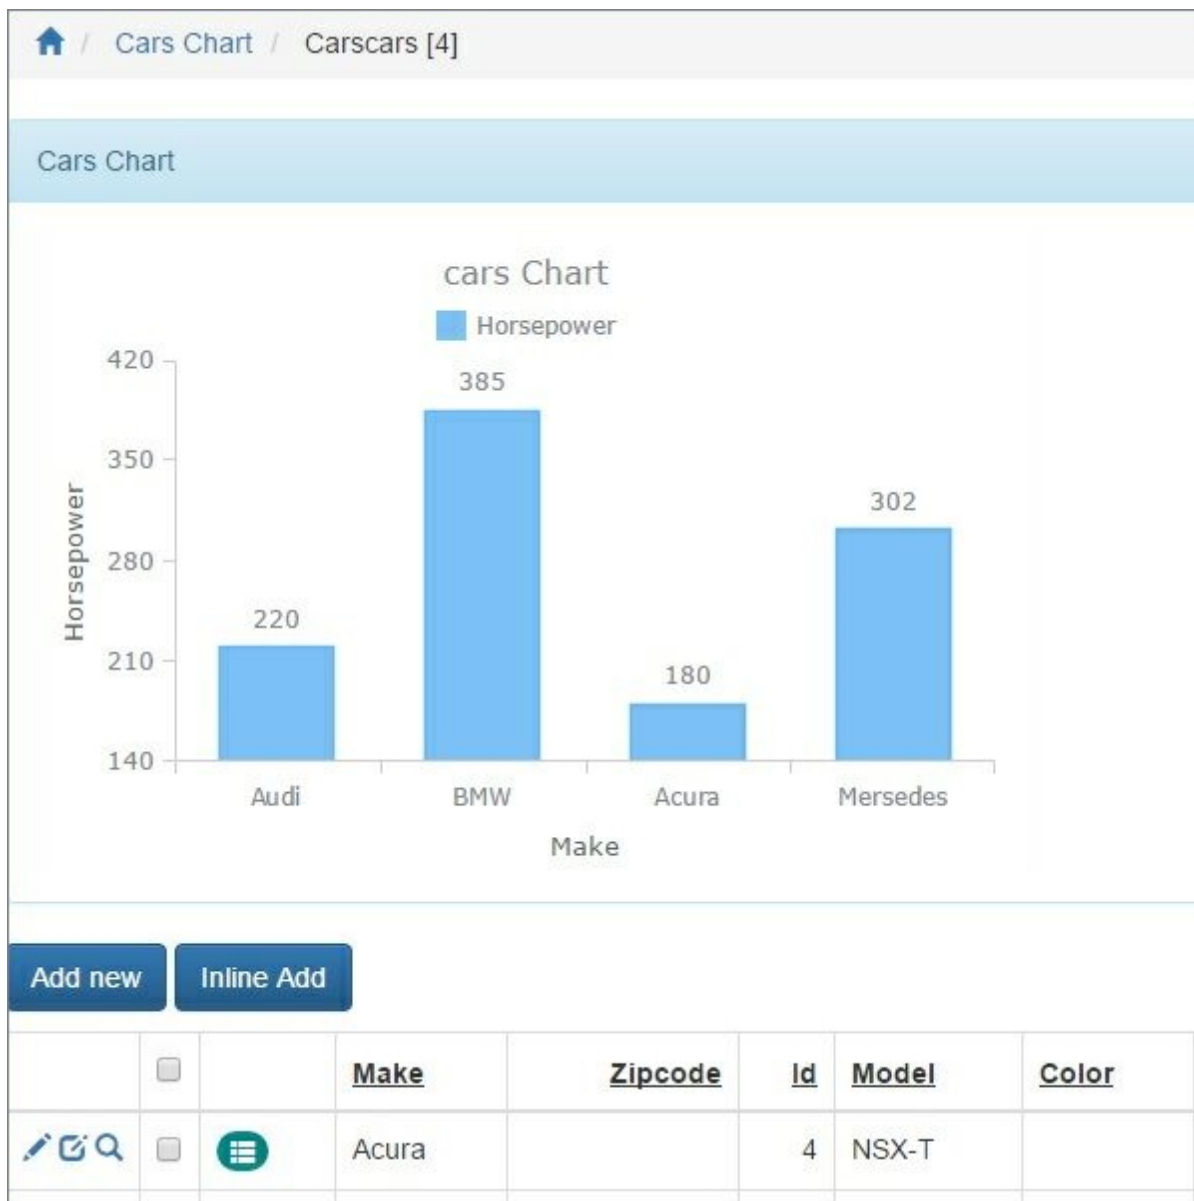 / Cars Chart / Carscars [4]
Cars Chart
cars Chart
Horsepower
420
385
350
302
Horsepower
280
220
210
180
140
Audi BMW Acura Mersedes
Make
Add new Inline Add
Make Zipcode Id Model Color
Acura 4 NSX-T